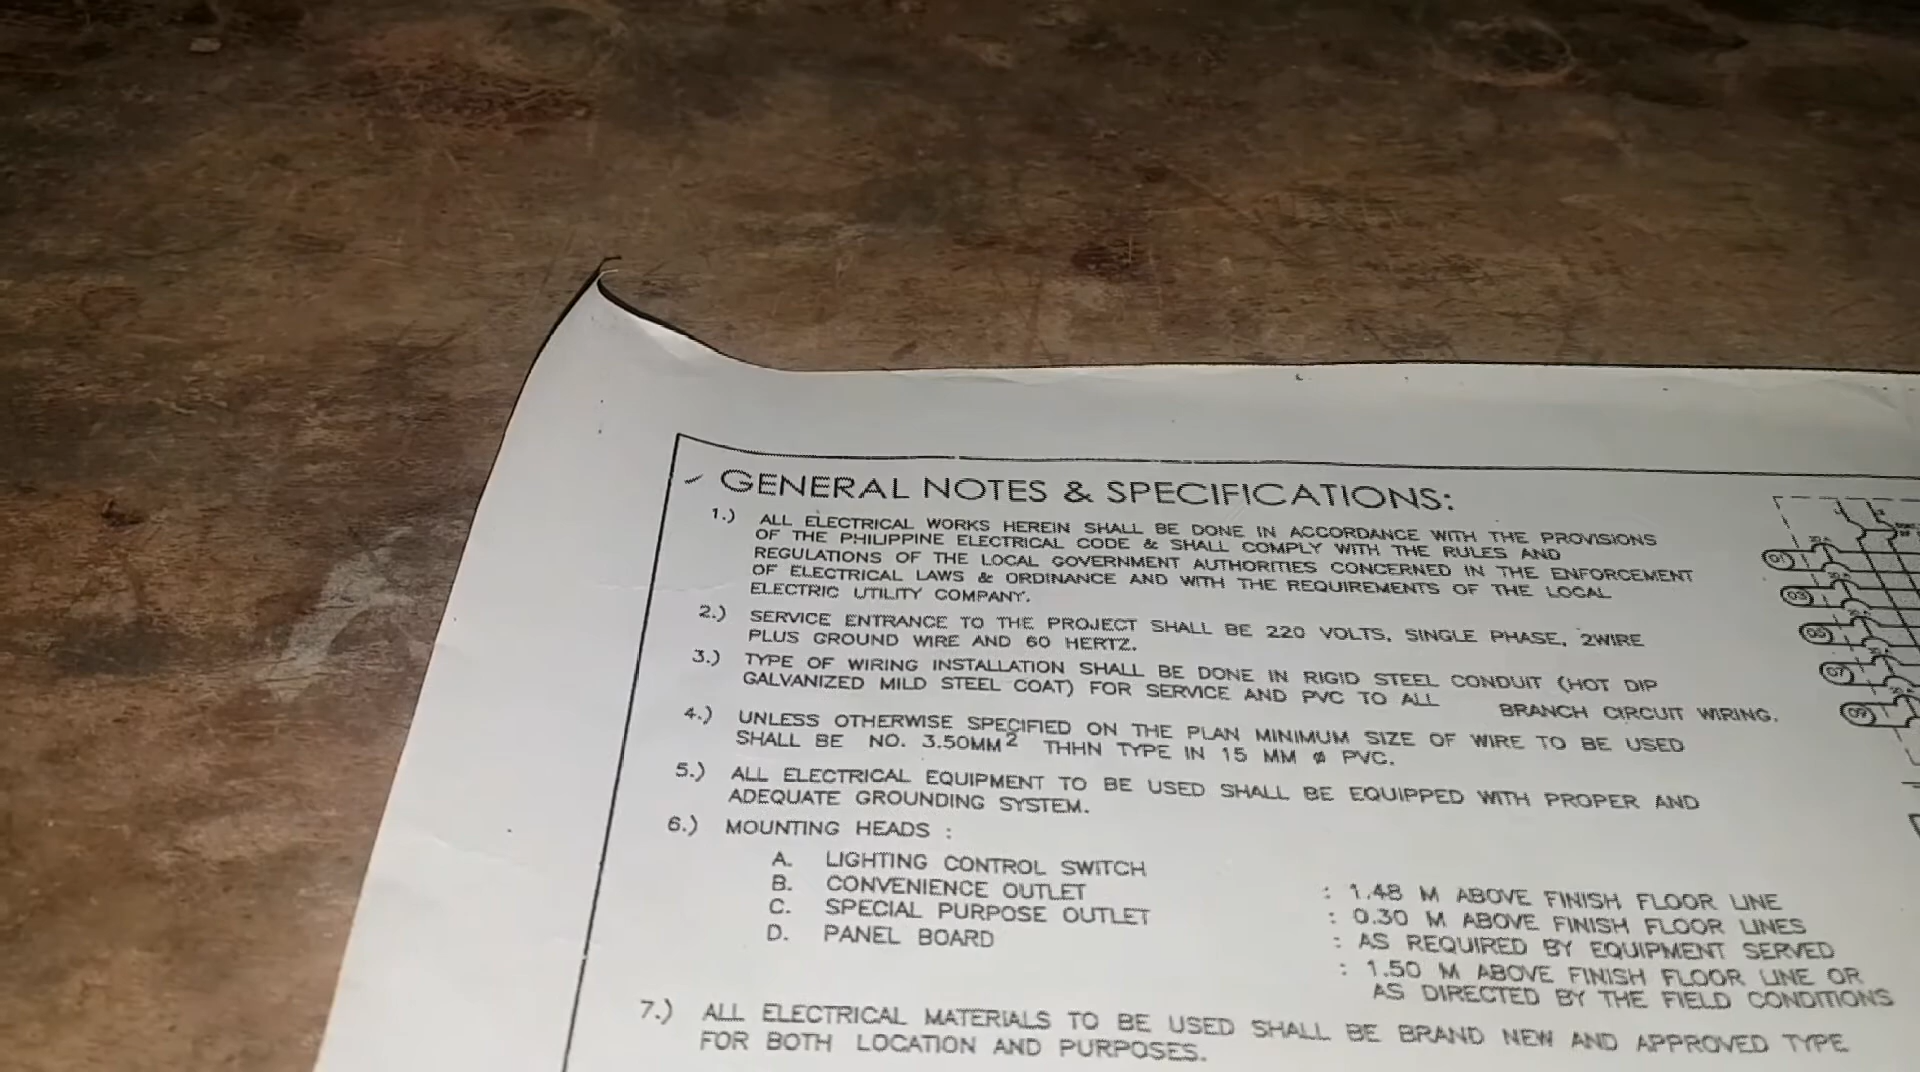 GENERAL NOTES & SPECIFICATIONS:
1.) ALL ELECTRICAL WORKS HEREIN SHALL BE DONE IN ACCORDANCE WITH THE PROVISIONS
OF THE PHILIPPINE ELECTRICAL CODE & SHALL COMPLY WITH THE RULES AND
REGULATIONS OF THE LOCAL GOVERNMENT AUTHORITIES CONCERNED IN THE ENFORCEMENT
OF ELECTRICAL LAWS & ORDINANCE AND WITH THE REQUIREMENTS OF THE LOCAL
ELECTRIC UTILITY COMPANY.
2.) SERVICE ENTRANCE TO THE PROJECT SHALL BE 220 VOLTS, SINGLE PHASE, 2WIRE
PLUS GROUND WIRE AND 60 HERTZ.
3.) TYPE OF WIRING INSTALLATION SHALL BE DONE IN RIGID STEEL CONDUIT (HOT DIP
GALVANIZED MILD STEEL COAT) FOR SERVICE AND PVC TO ALL BRANCH CIRCUIT WIRING.
4.) UNLESS OTHERWISE SPECIFIED ON THE PLAN MINIMUM SIZE OF WIRE TO BE USED
SHALL BE NO. 3.50MM² THHN TYPE IN 15 MM ø PVC.
5.) ALL ELECTRICAL EQUIPMENT TO BE USED SHALL BE EQUIPPED WITH PROPER AND
ADEQUATE GROUNDING SYSTEM.
6.) MOUNTING HEADS :
A. LIGHTING CONTROL SWITCH : 1.48 M ABOVE FINISH FLOOR LINE
B. CONVENIENCE OUTLET : 0.30 M ABOVE FINISH FLOOR LINES
C. SPECIAL PURPOSE OUTLET : AS REQUIRED BY EQUIPMENT SERVED
D. PANEL BOARD : 1.50 M ABOVE FINISH FLOOR LINE OR
AS DIRECTED BY THE FIELD CONDITIONS
7.) ALL ELECTRICAL MATERIALS TO BE USED SHALL BE BRAND NEW AND APPROVED TYPE
FOR BOTH LOCATION AND PURPOSES.
01
03
05
07
09